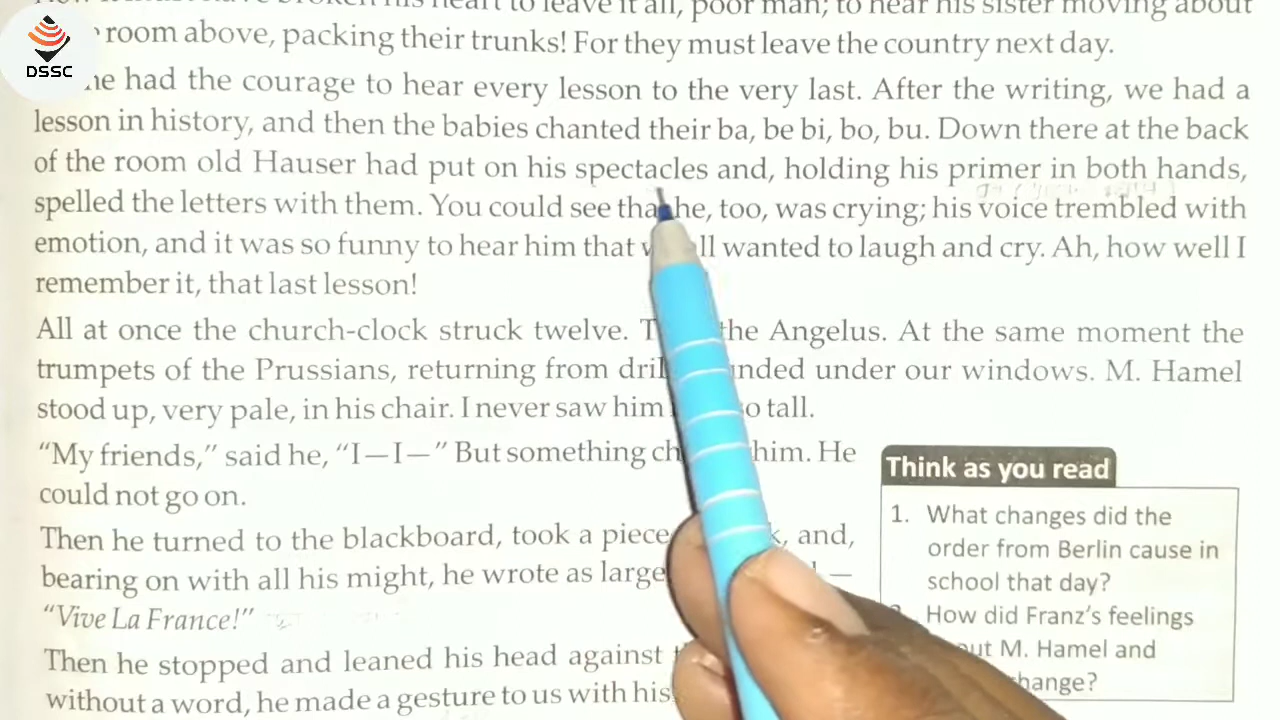 DSSC
to leave it all, poor man; to hear his sister moving about
room above, packing their trunks! For they must leave the country next day.
had the courage to hear every lesson to the very last. After the writing, we had a
lesson in history, and then the babies chanted their ba, be bi, bo, bu. Down there at the back
of the room old Hauser had put on his spectacles and, holding his primer in both hands,
spelled the letters with them. You could see he, too, was crying; his voice trembled with
emotion, and it was so funny to hear him that wanted to laugh and cry. Ah, how well I
remember it, that last lesson!
All at once the church-clock struck twelve. the Angelus. At the same moment the
trumpets of the Prussians, returning from under our windows. M. Hamel
stood up, very pale, in his chair. I never saw him tall.
“My friends,” said he, “I—I—” But something him. He
could not go on.
Then he turned to the blackboard, took a piece and,
bearing on with all his might, he wrote as large —
“Vive La France!”
Then he stopped and leaned his head against
without a word, he made a gesture to us with his
Think as you read
1. What changes did the
order from Berlin cause in
school that day?
How did Franz’s feelings
M. Hamel and